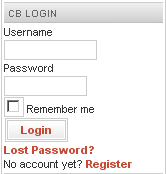 CB LOGIN
Username
Password
Remember me
Login
Lost Password?
No account yet? Register